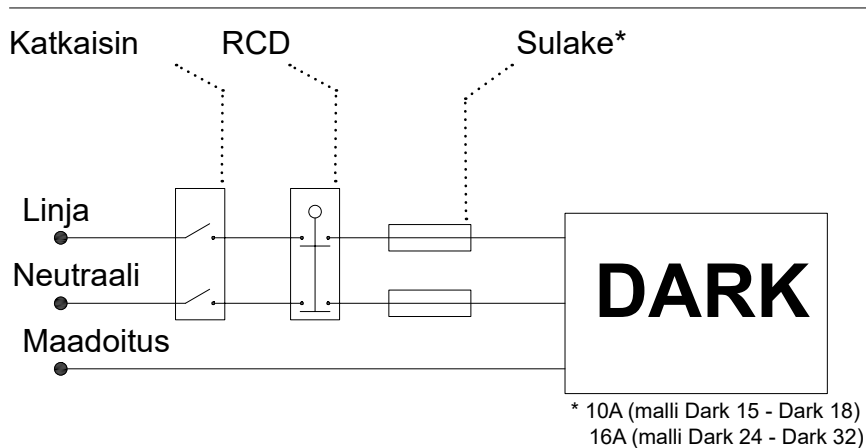 Katkaisin RCD Sulake*
Linja
Neutraali
Maadoitus
DARK
* 10A (malli Dark 15 - Dark 18)
16A (malli Dark 24 - Dark 32)